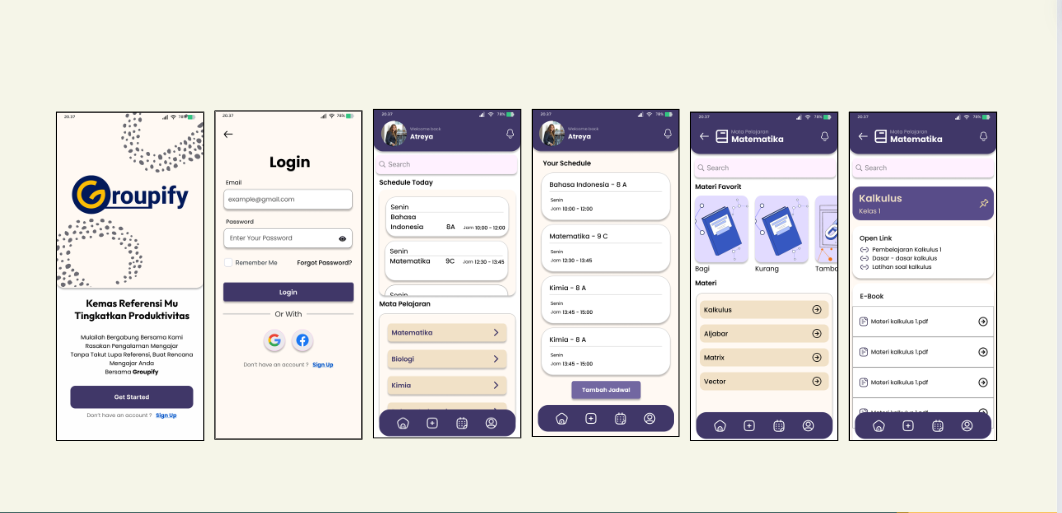 20.37
78%
Groupify
Kemas Referensi Mu
Tingkatkan Produktivitas
Mulailah Bergabung Bersama Kami
Rasakan Pengalaman Mengajar
Tanpa Takut Lupa Referensi, Buat Rencana
Mengajar Anda
Bersama Groupify
Get Started
Don't have an account ? Sign Up
20.37
78%
Login
Email
example@gmail.com
Password
Enter Your Password
Remember Me
Forgot Password?
Login
Or With
Don't have an account ? Sign Up
20.37
78%
Welcome back
Atreya
Search
Schedule Today
Senin
Bahasa
Indonesia
8A
Jam 10:00 - 12:00
Senin
Matematika
9C
Jam 12:30 - 13:45
Senin
Mata Pelajaran
Matematika
Biologi
Kimia
20.37
78%
Welcome back
Atreya
Your Schedule
Bahasa Indonesia - 8 A
Senin
Jam 10:00 - 12:00
Matematika - 9 C
Senin
Jam 12:30 - 13:45
Kimia - 8 A
Senin
Jam 13:45 - 15:00
Kimia - 8 A
Senin
Jam 13:45 - 15:00
Tambah Jadwal
20.37
78%
Mata Pelajaran
Matematika
Search
Materi Favorit
Bagi
Kurang
Tamba
Materi
Kalkulus
Aljabar
Matrix
Vector
20.37
78%
Mata Pelajaran
Matematika
Search
Kalkulus
Kelas 1
Open Link
Pembelajaran Kalkulus 1
Dasar - dasar kalkulus
Latihan soal kalkulus
E-Book
Materi kalkulus 1.pdf
Materi kalkulus 1.pdf
Materi kalkulus 1.pdf
Materi kalkulus 1.pdf